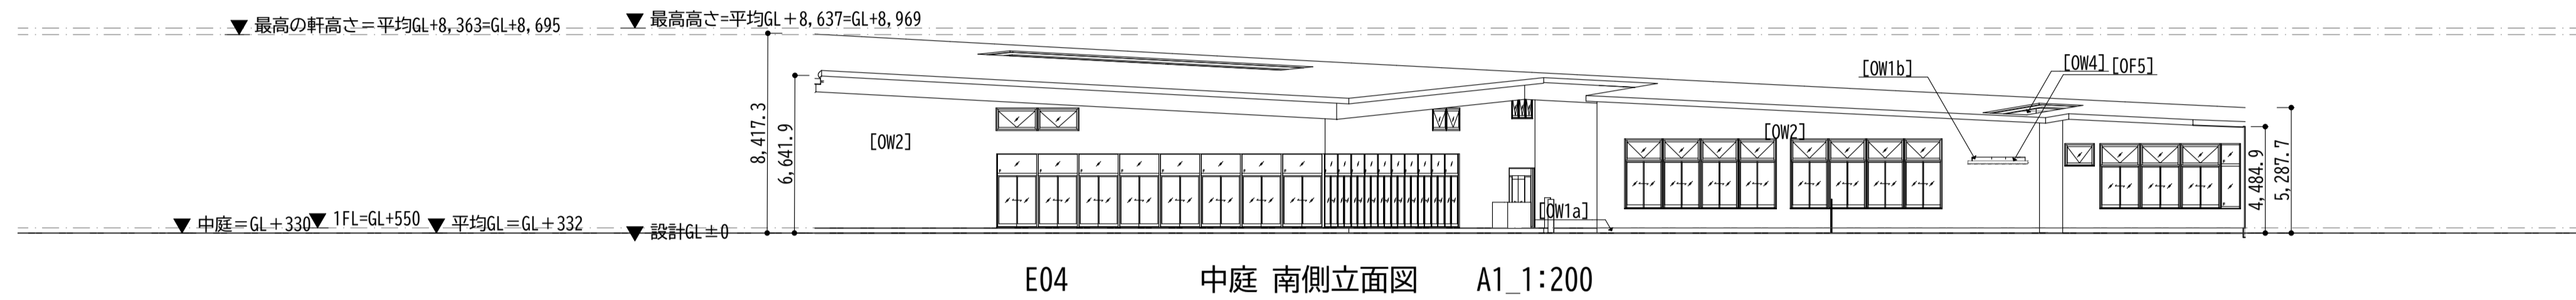 最高の軒高さ＝平均GL+8,363=GL+8,695
最高高さ=平均GL＋8,637=GL+8,969
8,417.3
6,641.9
[OW2]
[OW1b]
[OW4]
[OF5]
[OW2]
[OW1a]
4,484.9
5,287.7
中庭＝GL＋330
1FL=GL+550
平均GL＝GL＋332
設計GL±0
E04 中庭 南側立面図 A1_1:200